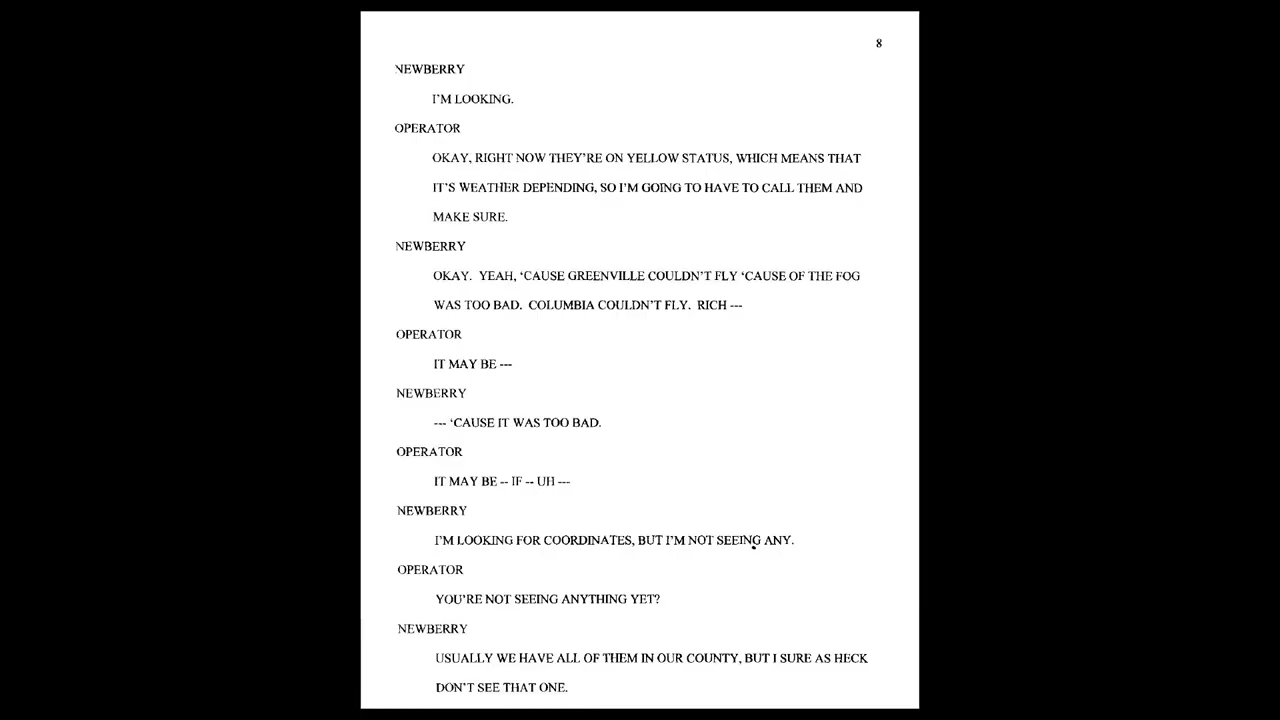 8
NEWBERRY
I'M LOOKING.
OPERATOR
OKAY, RIGHT NOW THEY'RE ON YELLOW STATUS, WHICH MEANS THAT
IT'S WEATHER DEPENDING, SO I'M GOING TO HAVE TO CALL THEM AND
MAKE SURE.
NEWBERRY
OKAY.  YEAH, ‘CAUSE GREENVILLE COULDN'T FLY ‘CAUSE OF THE FOG
WAS TOO BAD.  COLUMBIA COULDN'T FLY.  RICH ---
OPERATOR
IT MAY BE ---
NEWBERRY
--- ‘CAUSE IT WAS TOO BAD.
OPERATOR
IT MAY BE -- IF -- UH ---
NEWBERRY
I'M LOOKING FOR COORDINATES, BUT I'M NOT SEEING ANY.
OPERATOR
YOU'RE NOT SEEING ANYTHING YET?
NEWBERRY
USUALLY WE HAVE ALL OF THEM IN OUR COUNTY, BUT I SURE AS HECK
DON'T SEE THAT ONE.